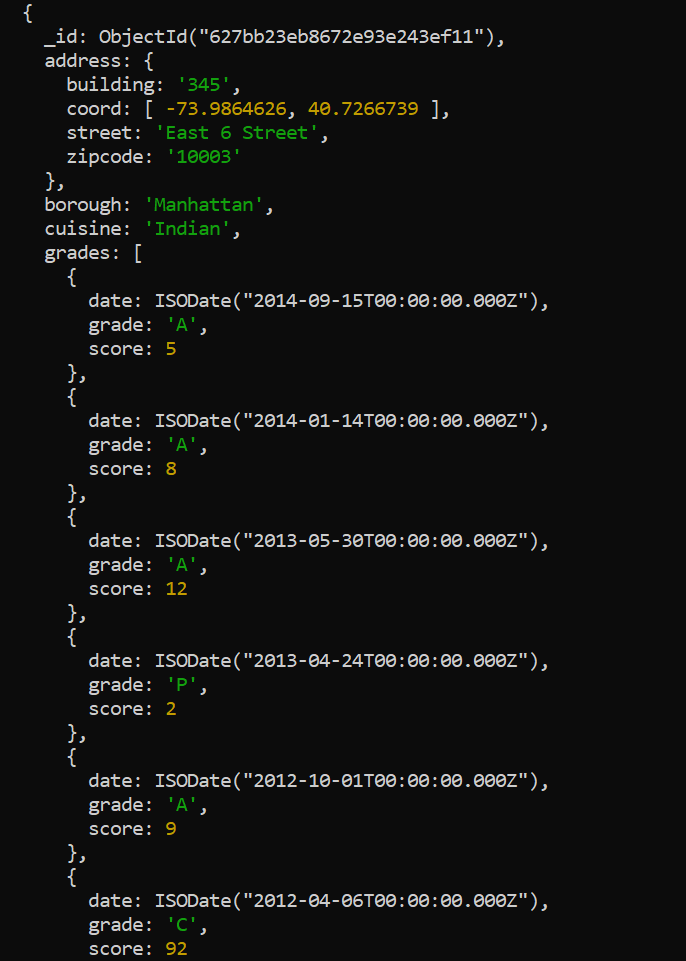 {
  _id: ObjectId("627bb23eb8672e93e243ef11"),
  address: {
    building: '345',
    coord: [ -73.9864626, 40.7266739 ],
    street: 'East 6 Street',
    zipcode: '10003'
  },
  borough: 'Manhattan',
  cuisine: 'Indian',
  grades: [
    {
      date: ISODate("2014-09-15T00:00:00.000Z"),
      grade: 'A',
      score: 5
    },
    {
      date: ISODate("2014-01-14T00:00:00.000Z"),
      grade: 'A',
      score: 8
    },
    {
      date: ISODate("2013-05-30T00:00:00.000Z"),
      grade: 'A',
      score: 12
    },
    {
      date: ISODate("2013-04-24T00:00:00.000Z"),
      grade: 'P',
      score: 2
    },
    {
      date: ISODate("2012-10-01T00:00:00.000Z"),
      grade: 'A',
      score: 9
    },
    {
      date: ISODate("2012-04-06T00:00:00.000Z"),
      grade: 'C',
      score: 92